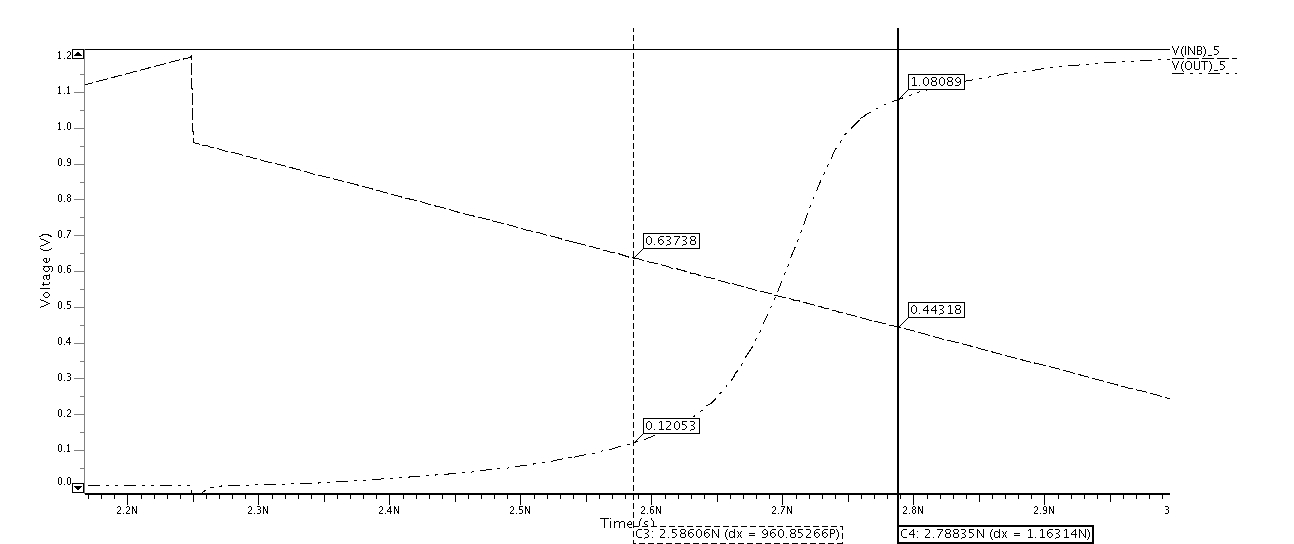 V(INB)_5
V(OUT)_5
1.2
1.1
1.0
0.9
0.8
0.7
0.6
0.5
0.4
0.3
0.2
0.1
0.0
Voltage (V)
1.08089
0.63738
0.44318
0.12053
2.2N
2.3N
2.4N
2.5N
2.6N
2.7N
2.8N
2.9N
3
Time (s)
C3: 2.58606N (dx = 960.85266P)
C4: 2.78835N (dx = 1.16314N)